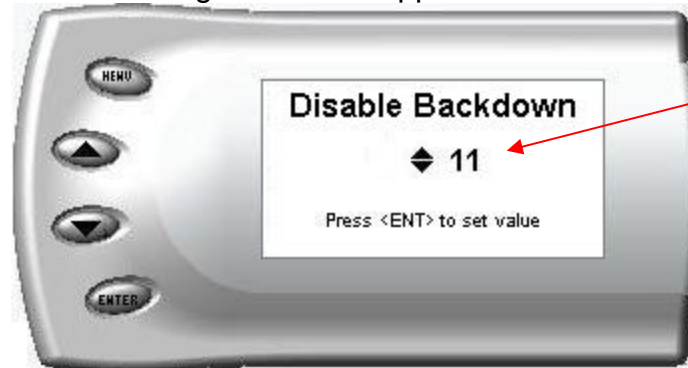 MENU
Disable Backdown
11
Press <ENT> to set value
ENTER